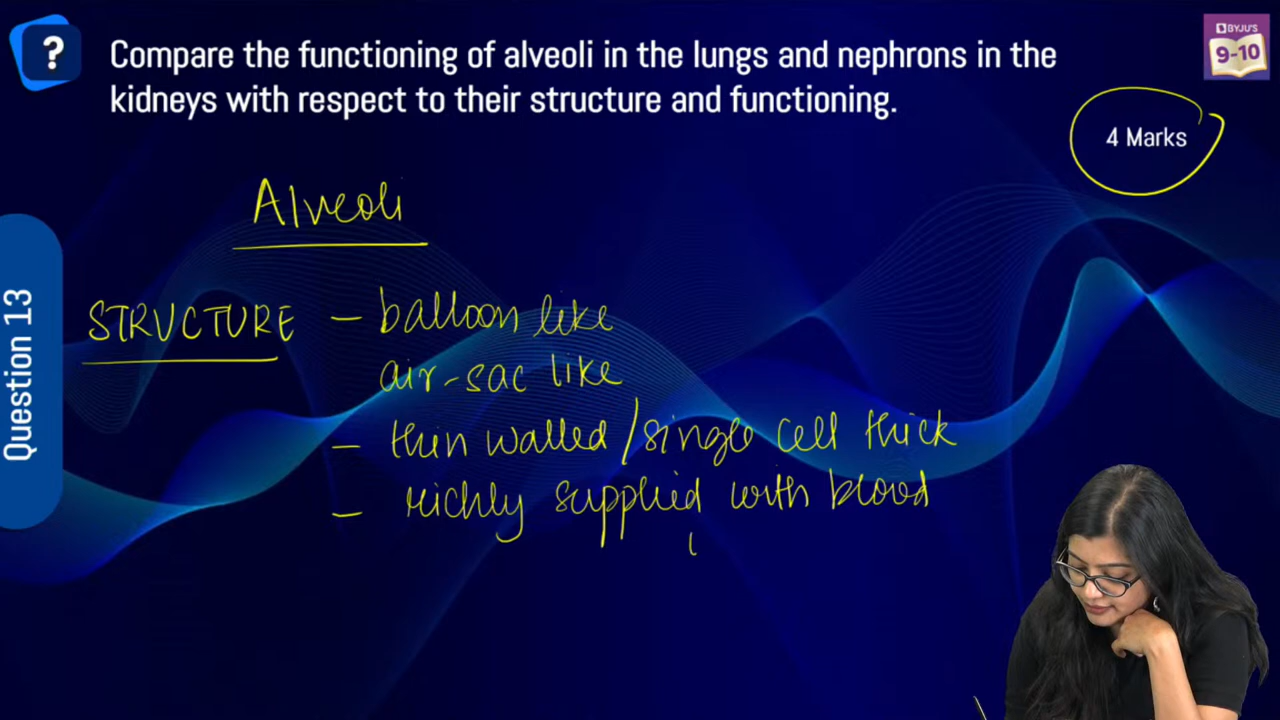 ?
Compare the functioning of alveoli in the lungs and nephrons in the
kidneys with respect to their structure and functioning.
BYJU'S
9-10
4 Marks
Question 13
Alveoli
STRUCTURE – balloon like
air-sac like
– thin walled/single cell thick
– richly supplied with blood